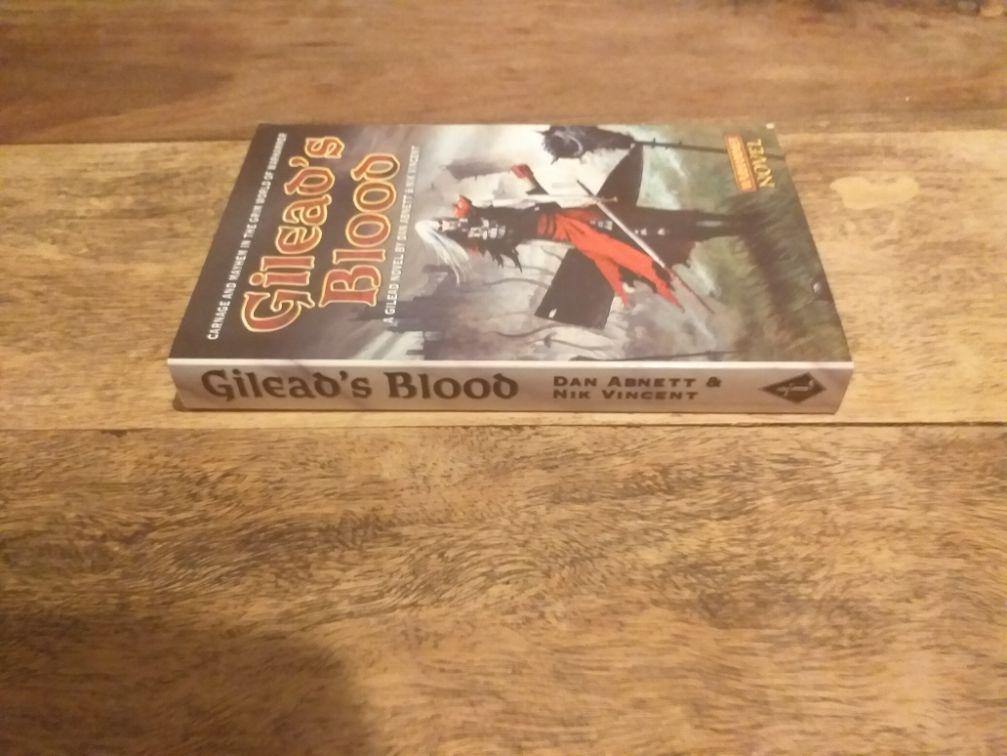 CARNAGE AND MAYHEM IN THE GRIM WORLD OF WARHAMMER
Gilead's
Blood
A GILEAD NOVEL BY DAN ABNETT & NIK VINCENT
WARHAMMER
NOVEL
Gilead's Blood
DAN ABNETT &
NIK VINCENT